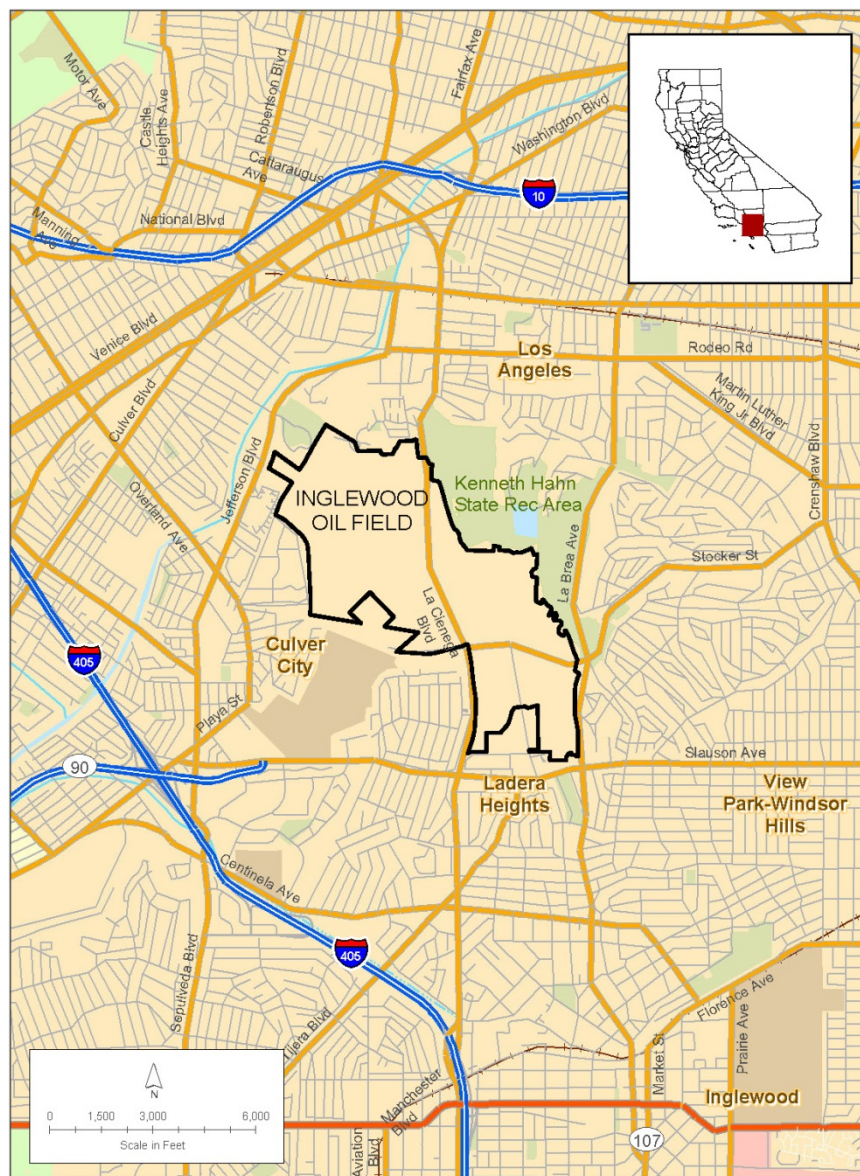 Motor Ave
Castle
Heights Ave
Robertson Blvd
Fairfax Ave
Washington Blvd
Cattaraugus
Ave
10
National Blvd
Manning
Ave
Venice Blvd
Culver Blvd
Los
Angeles
Rodeo Rd
Martin Luther
King Jr Blvd
Crenshaw Blvd
Jefferson Blvd
Overland Ave
INGLEWOOD
OIL FIELD
Kenneth Hahn
State Rec Area
La Brea Ave
Stocker St
La Cienega
Blvd
Culver
City
405
Playa St
90
Slauson Ave
Ladera
Heights
View
Park-Windsor
Hills
Centinela Ave
405
Sepulveda Blvd
Florence Ave
Prairie Ave
Market St
Inglewood
Manchester
Blvd
Aviation
Blvd
107
N
0 1,500 3,000 6,000
Scale in Feet